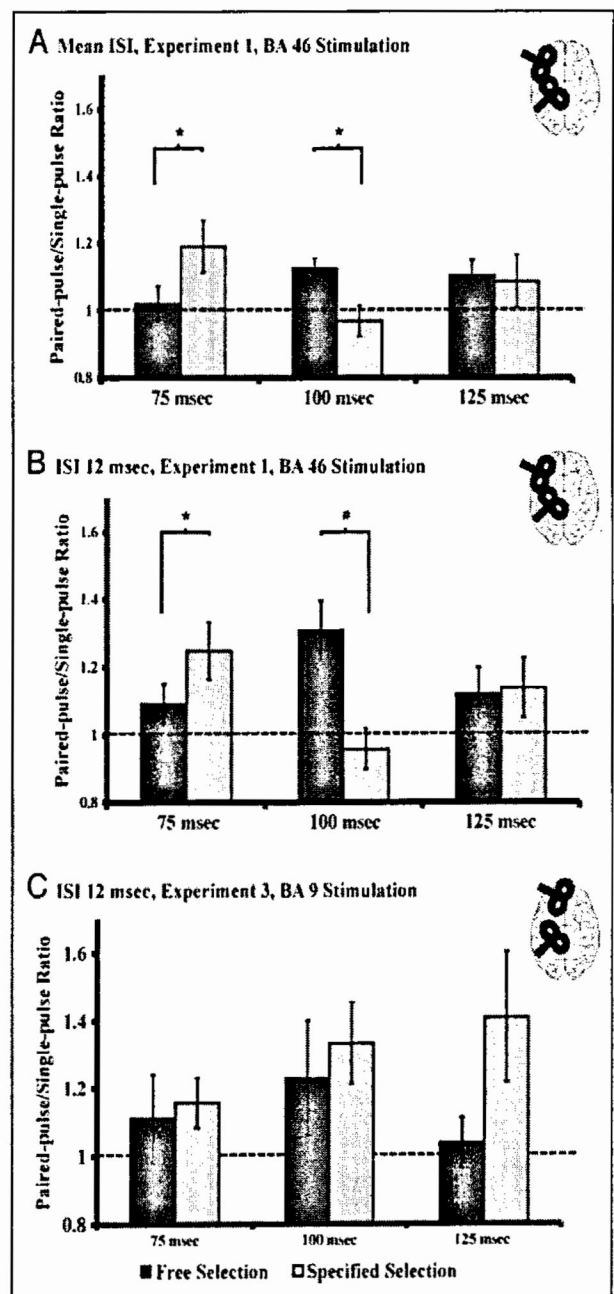 A Mean ISI, Experiment 1, BA 46 Stimulation
Paired-pulse/Single-pulse Ratio
1.6
1.4
1.2
1
0.8
*
*
75 msec 100 msec 125 msec
B ISI 12 msec, Experiment 1, BA 46 Stimulation
Paired-pulse/Single-pulse Ratio
1.6
1.4
1.2
1
0.8
*
#
75 msec 100 msec 125 msec
C ISI 12 msec, Experiment 3, BA 9 Stimulation
Paired-pulse/Single-pulse Ratio
1.6
1.4
1.2
1
0.8
75 msec 100 msec 125 msec
Free Selection Specified Selection